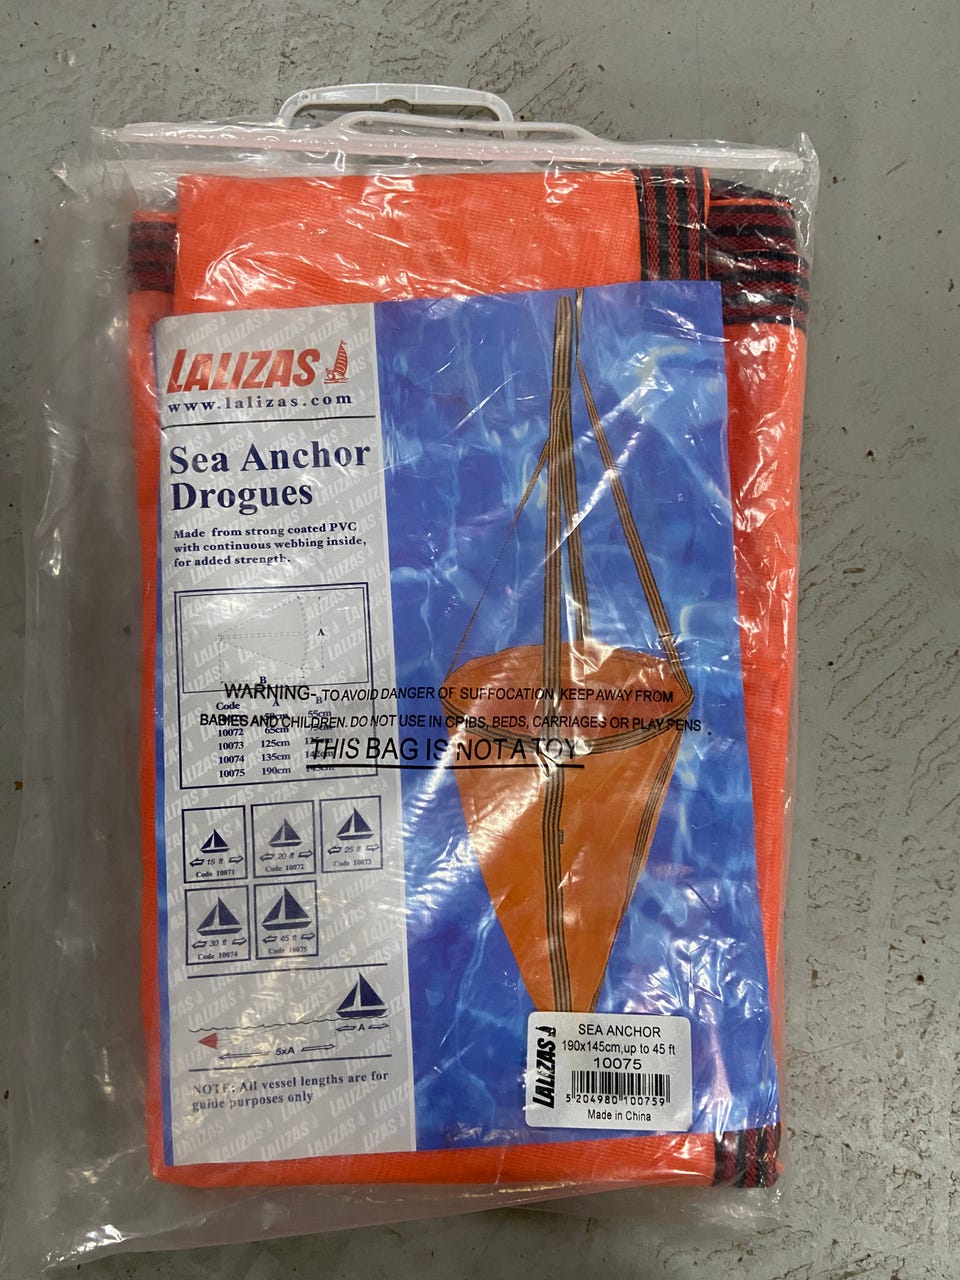 LALIZAS
www.lalizas.com
Sea Anchor
Drogues
Made from strong coated PVC
with continuous webbing inside,
for added strength.
A
B
WARNING- TO AVOID DANGER OF SUFFOCATION KEEP AWAY FROM
BABIES AND CHILDREN. DO NOT USE IN CRIBS, BEDS, CARRIAGES OR PLAY PENS.
THIS BAG IS NOT A TOY
Code A B
55cm
10072 65cm
10073 125cm
10074 135cm 142cm
10075 190cm 145cm
15 ft
Code 10071
20 ft
Code 10072
25 ft
Code 10073
30 ft
Code 10074
45 ft
Code 10075
A
5xA
NOTE: All vessel lengths are for
guide purposes only
LALIZAS
SEA ANCHOR
190x145cm,up to 45 ft
10075
5 204980 100759
Made in China